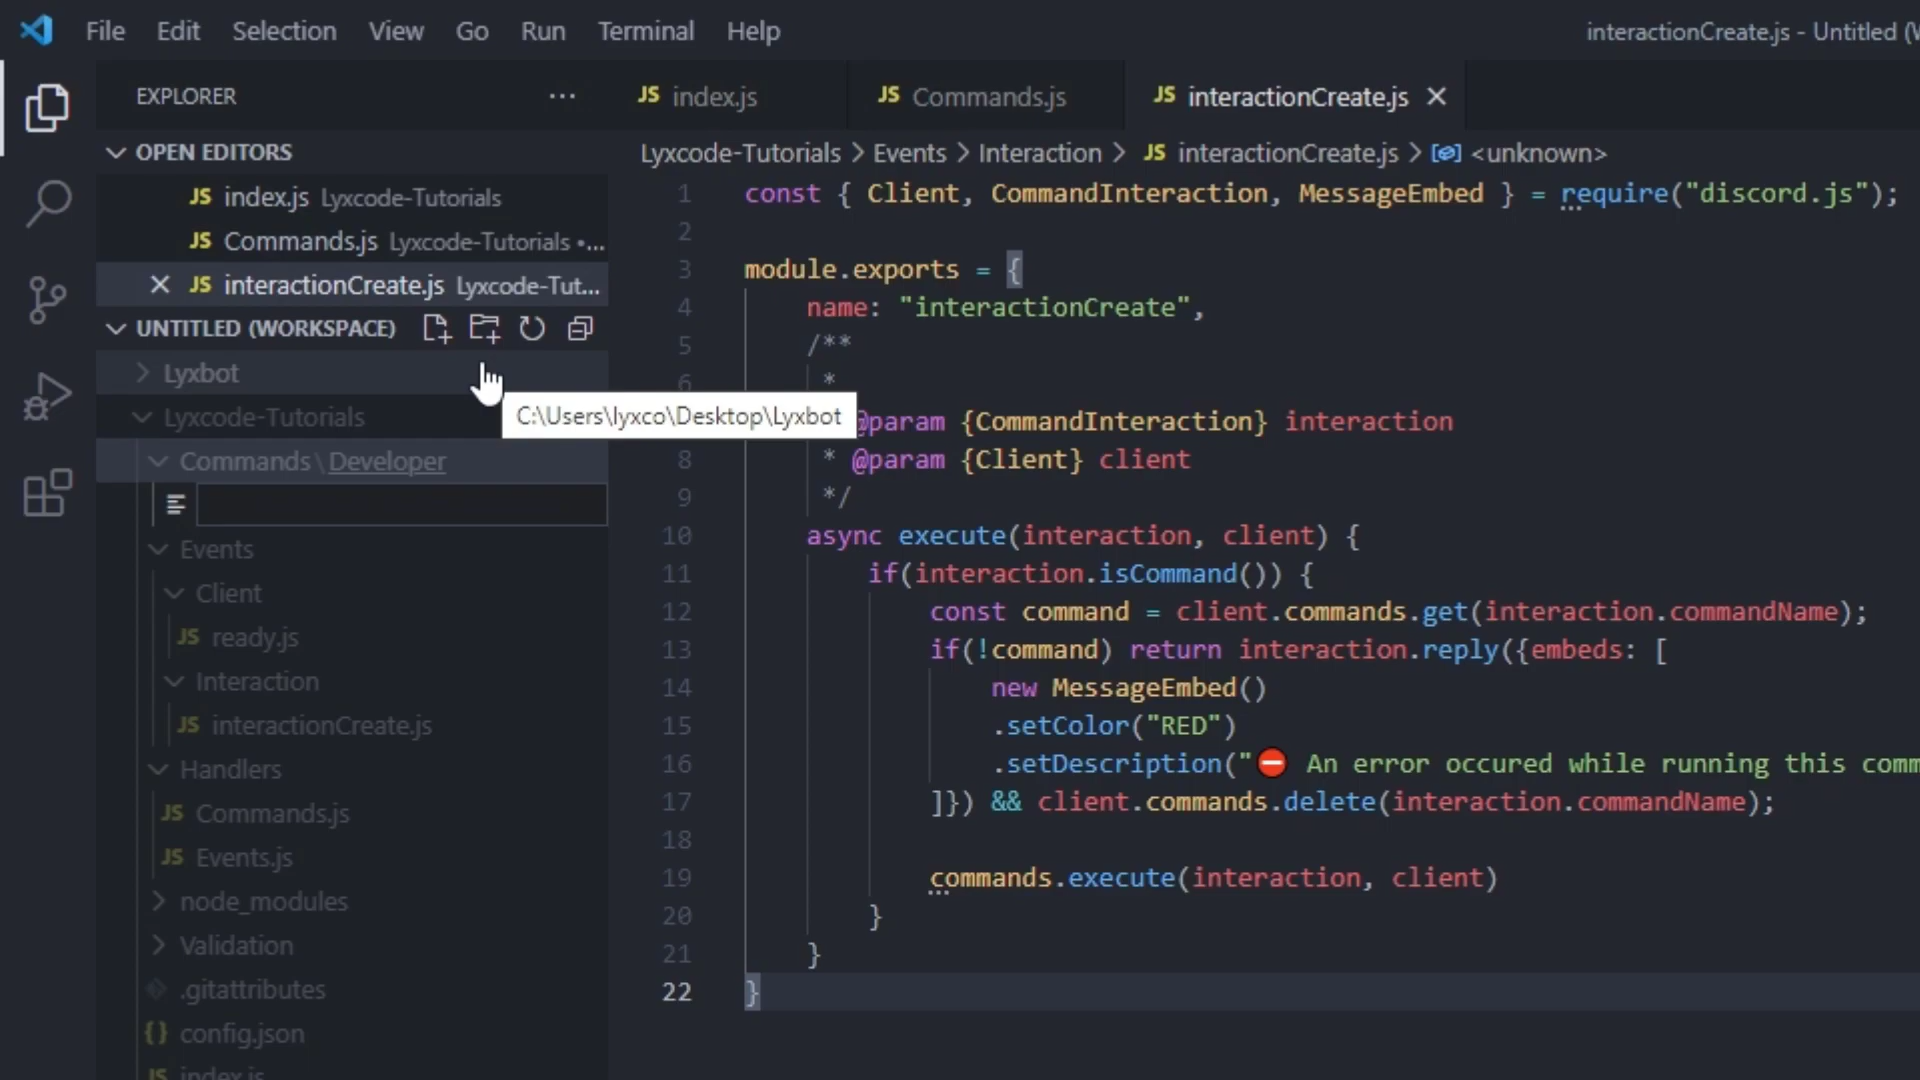 File Edit Selection View Go Run Terminal Help
interactionCreate.js - Untitled (W
EXPLORER
OPEN EDITORS
JS index.js Lyxcode-Tutorials
JS Commands.js Lyxcode-Tutorials •...
JS interactionCreate.js Lyxcode-Tut...
UNTITLED (WORKSPACE)
Lyxbot
Lyxcode-Tutorials
C:\Users\lyxco\Desktop\Lyxbot
Commands\Developer
Events
Client
JS ready.js
Interaction
JS interactionCreate.js
Handlers
JS Commands.js
JS Events.js
node_modules
Validation
.gitattributes
{} config.json
JS index.js
JS index.js
JS Commands.js
JS interactionCreate.js
Lyxcode-Tutorials > Events > Interaction > JS interactionCreate.js > <unknown>
1 const { Client, CommandInteraction, MessageEmbed } = require("discord.js");
2
3 module.exports = {
4 name: "interactionCreate",
5 /**
6 *
@param {CommandInteraction} interaction
8 * @param {Client} client
9 */
10 async execute(interaction, client) {
11 if(interaction.isCommand()) {
12 const command = client.commands.get(interaction.commandName);
13 if(!command) return interaction.reply({embeds: [
14 new MessageEmbed()
15 .setColor("RED")
16 .setDescription("⛔ An error occured while running this comm
17 ]}) && client.commands.delete(interaction.commandName);
18
19 commands.execute(interaction, client)
20 }
21 }
22 }